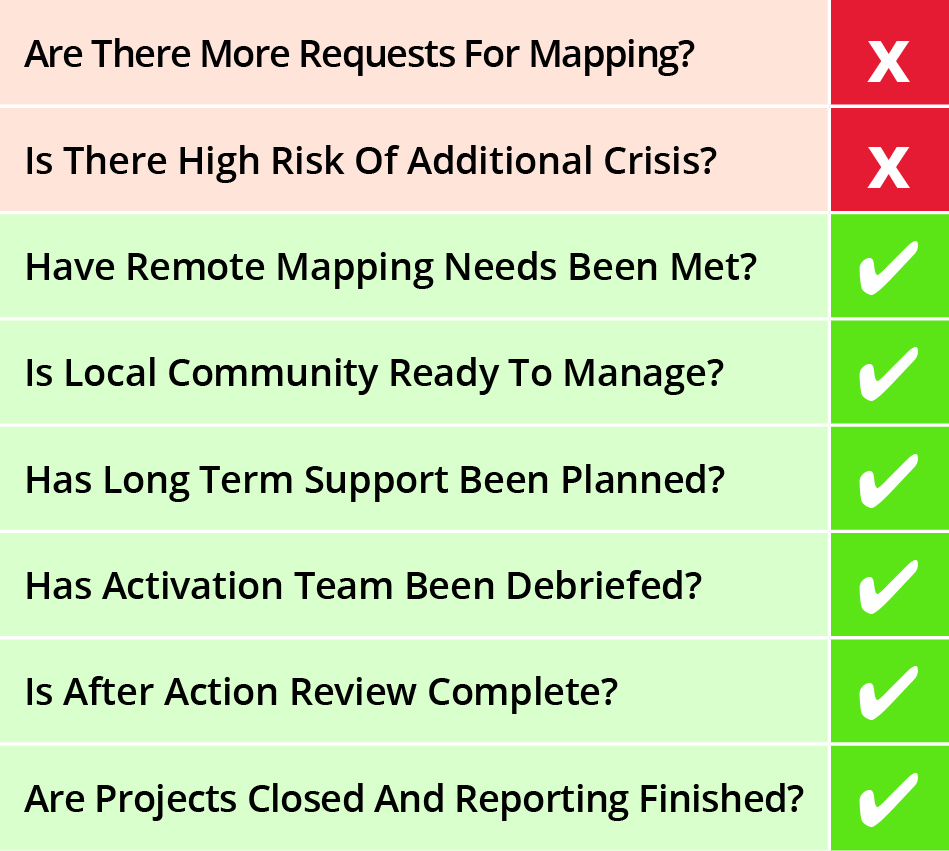 Are There More Requests For Mapping? X
Is There High Risk Of Additional Crisis? X
Have Remote Mapping Needs Been Met? ✔
Is Local Community Ready To Manage? ✔
Has Long Term Support Been Planned? ✔
Has Activation Team Been Debriefed? ✔
Is After Action Review Complete? ✔
Are Projects Closed And Reporting Finished? ✔